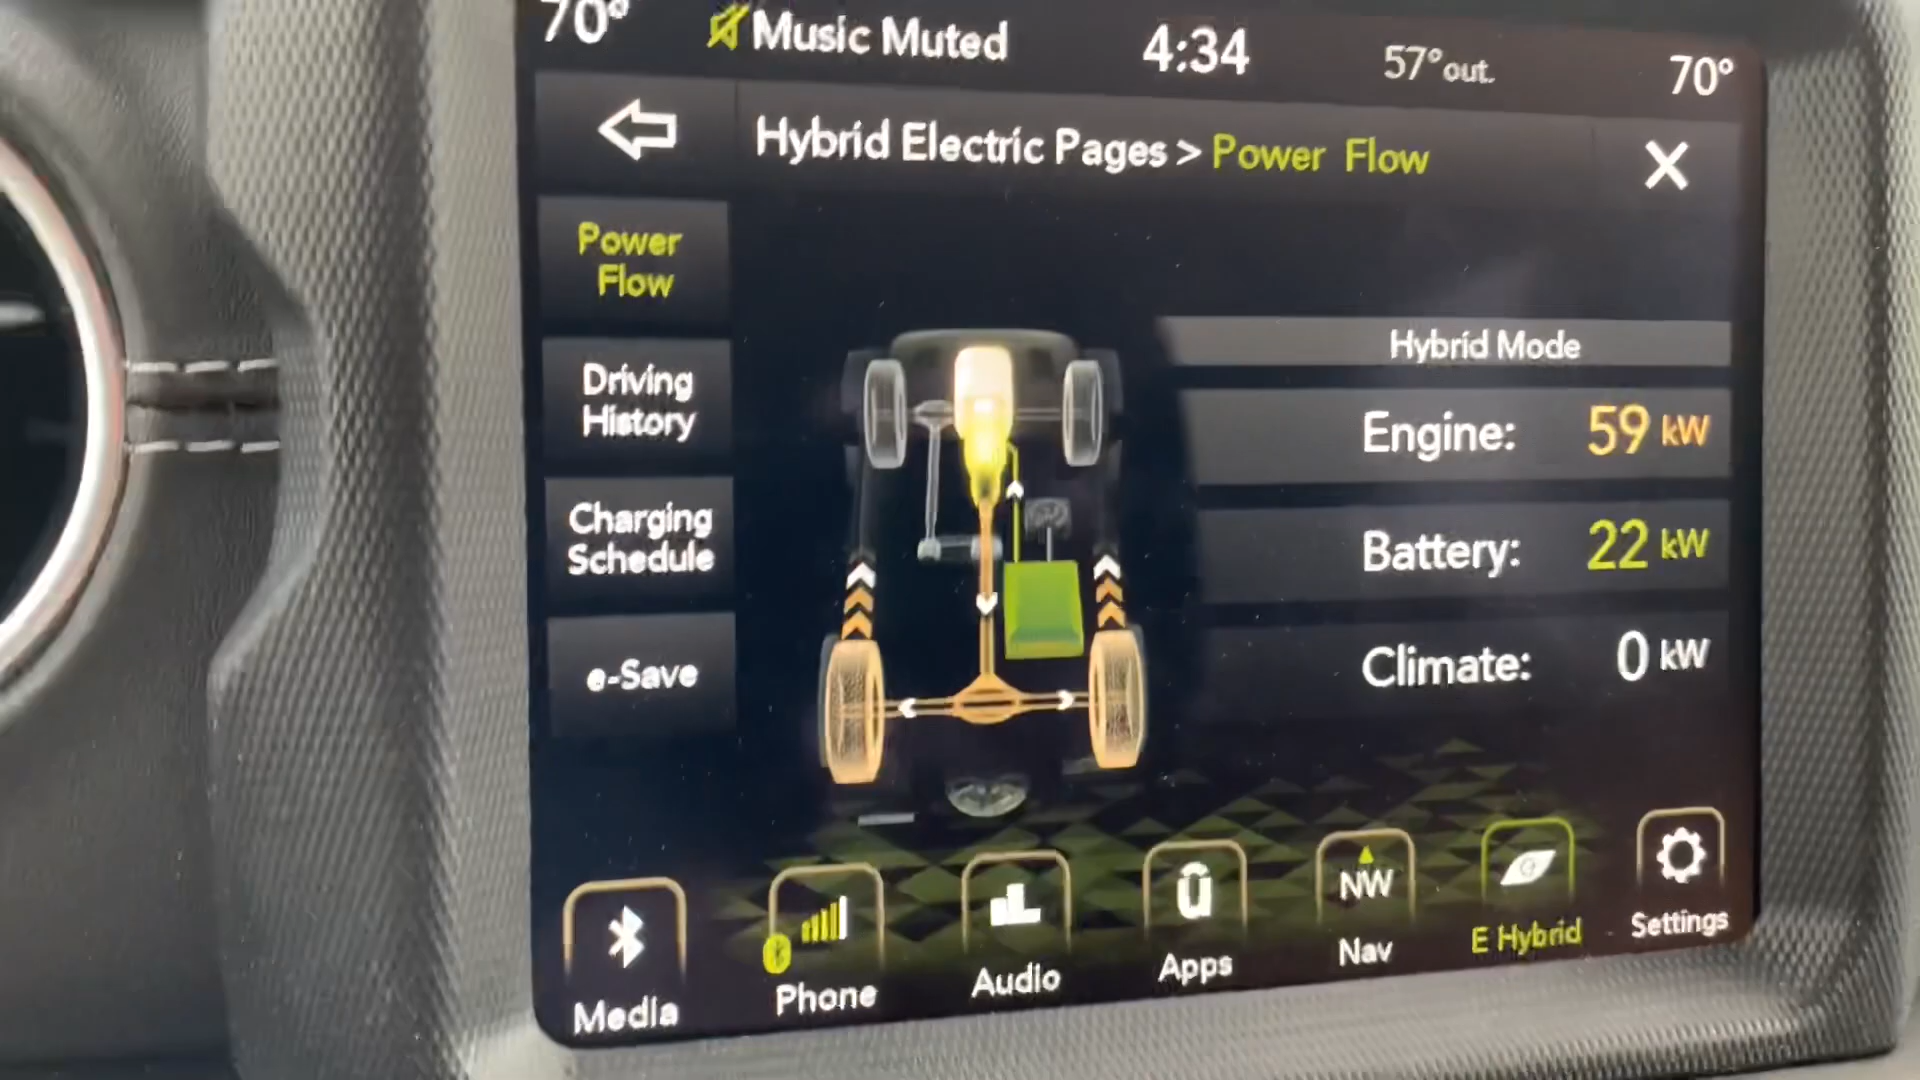 70°
Music Muted
4:34
57° out.
70°
Hybrid Electric Pages > Power Flow
Power
Flow
Driving
History
Charging
Schedule
e-Save
Hybrid Mode
Engine: 59 kW
Battery: 22 kW
Climate: 0 kW
Media
Phone
Audio
Apps
NW
Nav
E Hybrid
Settings